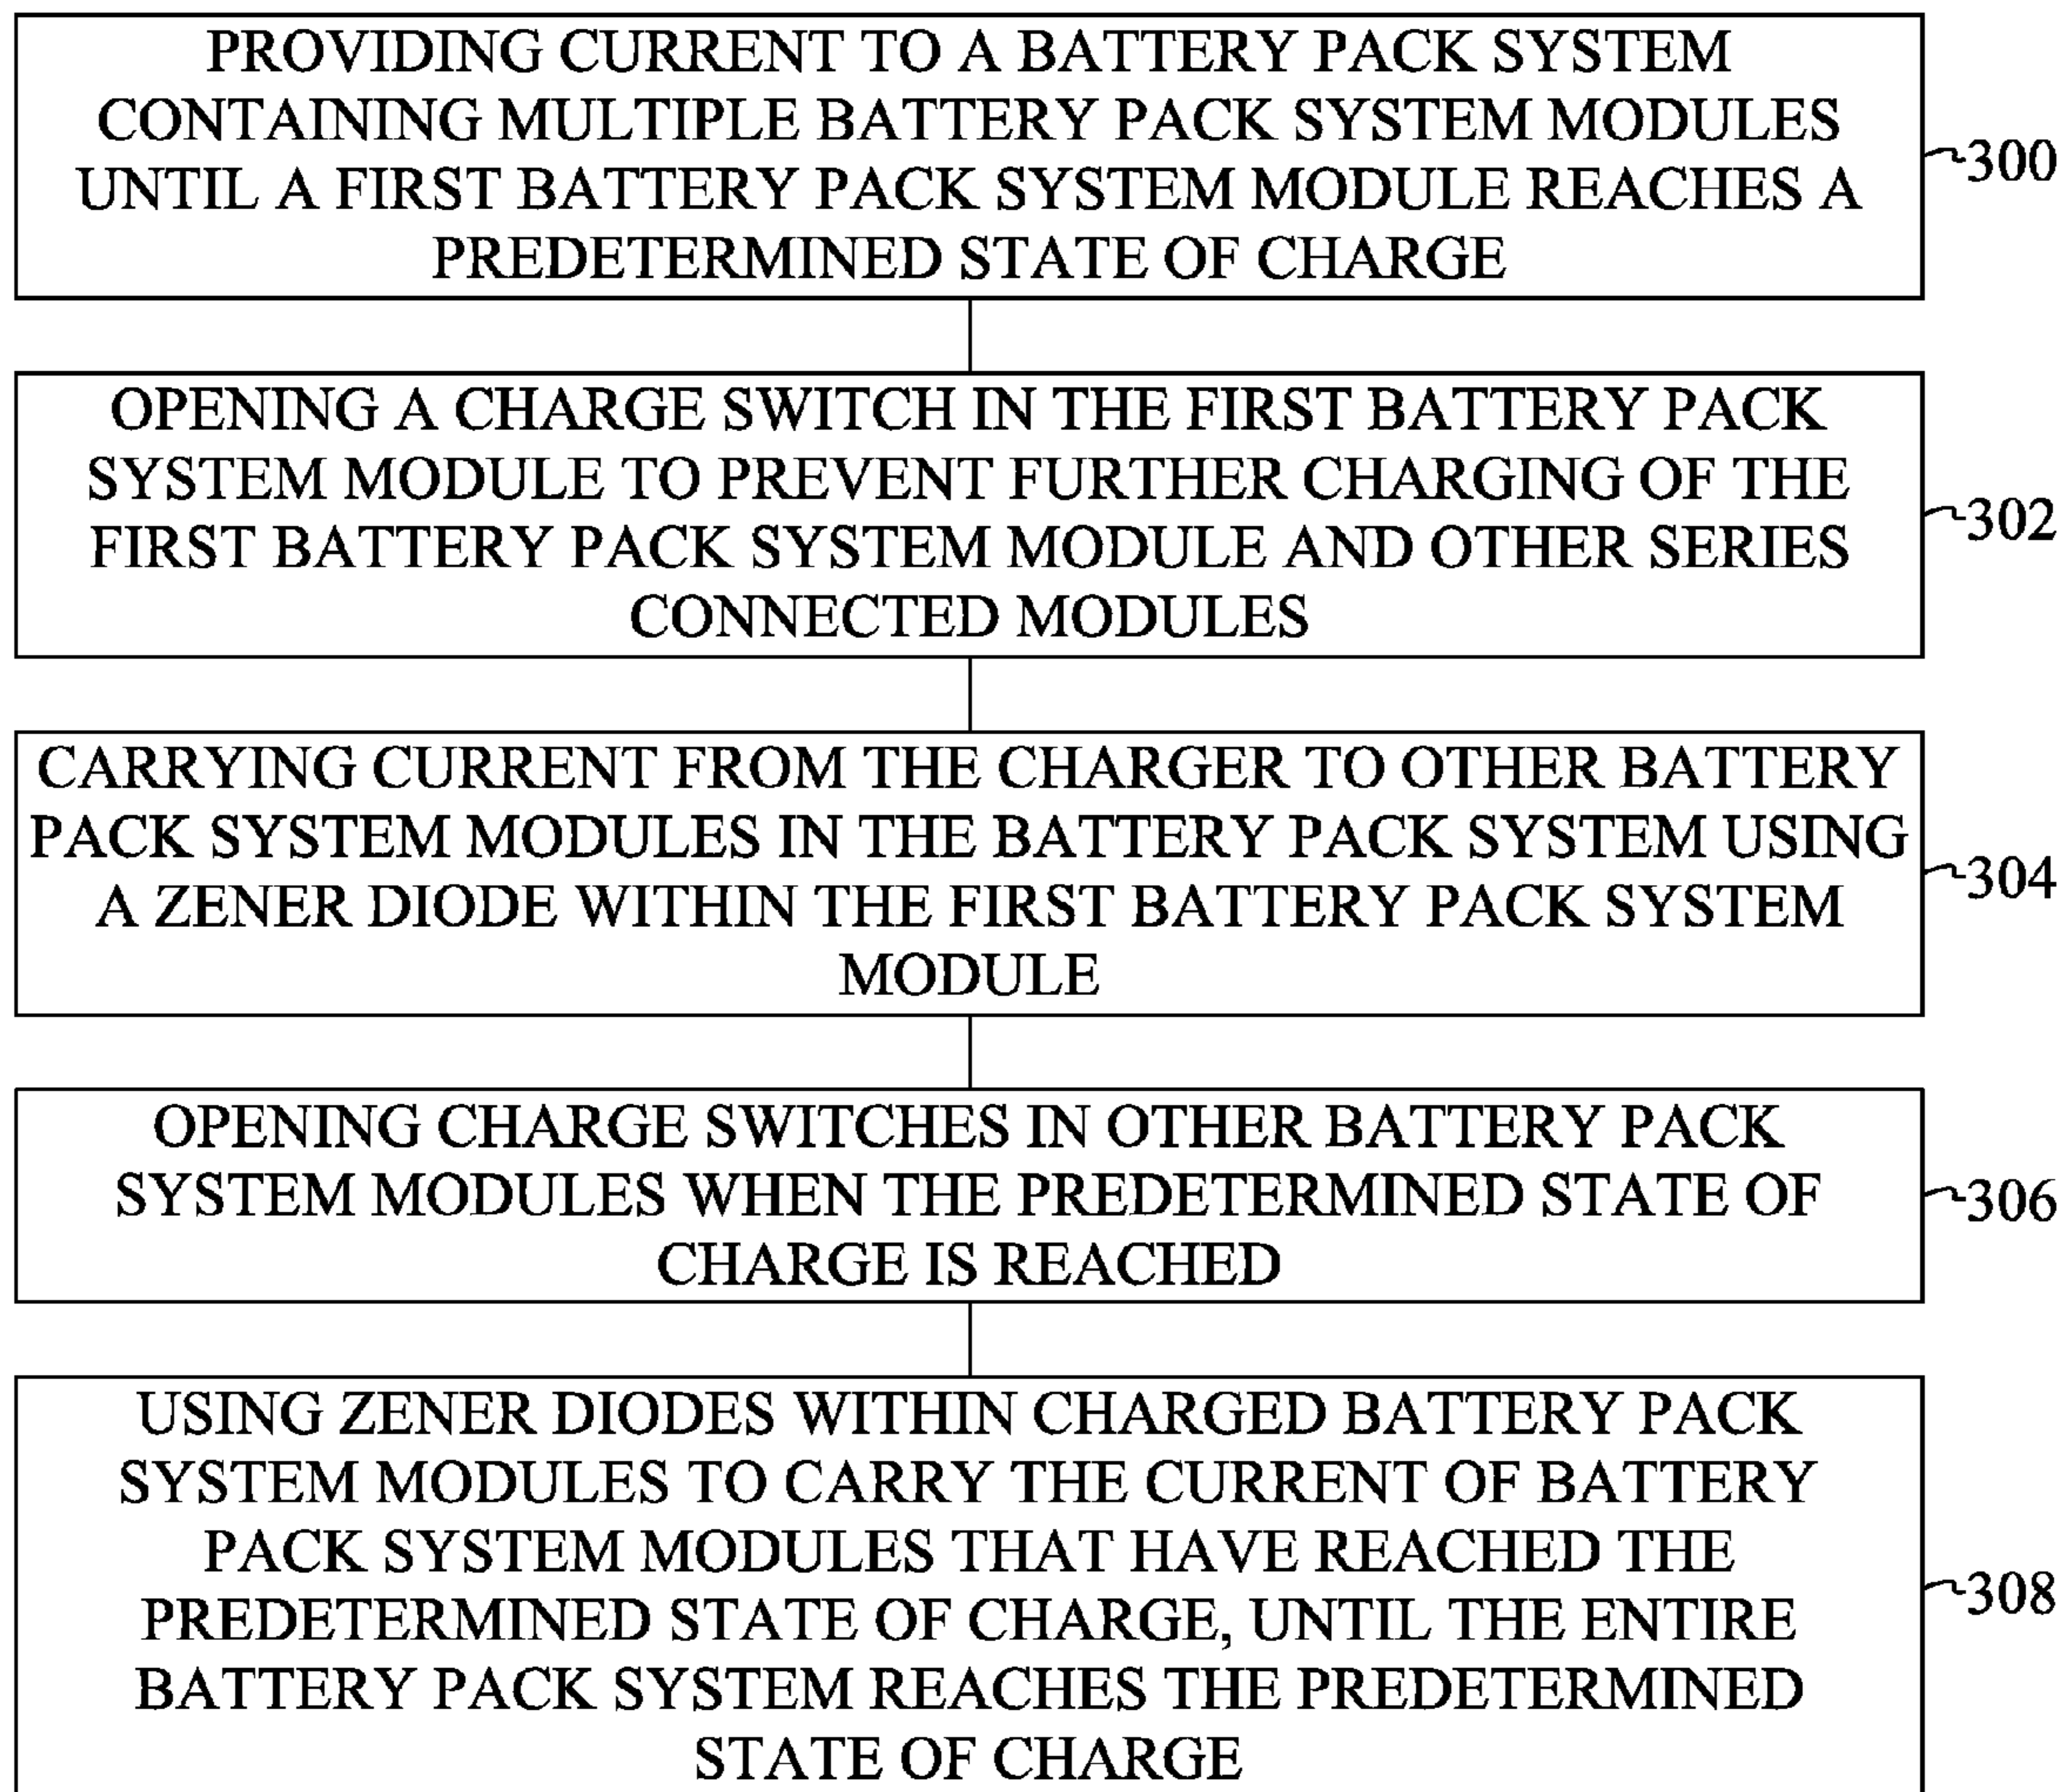 PROVIDING CURRENT TO A BATTERY PACK SYSTEM
CONTAINING MULTIPLE BATTERY PACK SYSTEM MODULES
UNTIL A FIRST BATTERY PACK SYSTEM MODULE REACHES A
PREDETERMINED STATE OF CHARGE
300
OPENING A CHARGE SWITCH IN THE FIRST BATTERY PACK
SYSTEM MODULE TO PREVENT FURTHER CHARGING OF THE
FIRST BATTERY PACK SYSTEM MODULE AND OTHER SERIES
CONNECTED MODULES
302
CARRYING CURRENT FROM THE CHARGER TO OTHER BATTERY
PACK SYSTEM MODULES IN THE BATTERY PACK SYSTEM USING
A ZENER DIODE WITHIN THE FIRST BATTERY PACK SYSTEM
MODULE
304
OPENING CHARGE SWITCHES IN OTHER BATTERY PACK
SYSTEM MODULES WHEN THE PREDETERMINED STATE OF
CHARGE IS REACHED
306
USING ZENER DIODES WITHIN CHARGED BATTERY PACK
SYSTEM MODULES TO CARRY THE CURRENT OF BATTERY
PACK SYSTEM MODULES THAT HAVE REACHED THE
PREDETERMINED STATE OF CHARGE, UNTIL THE ENTIRE
BATTERY PACK SYSTEM REACHES THE PREDETERMINED
STATE OF CHARGE
308